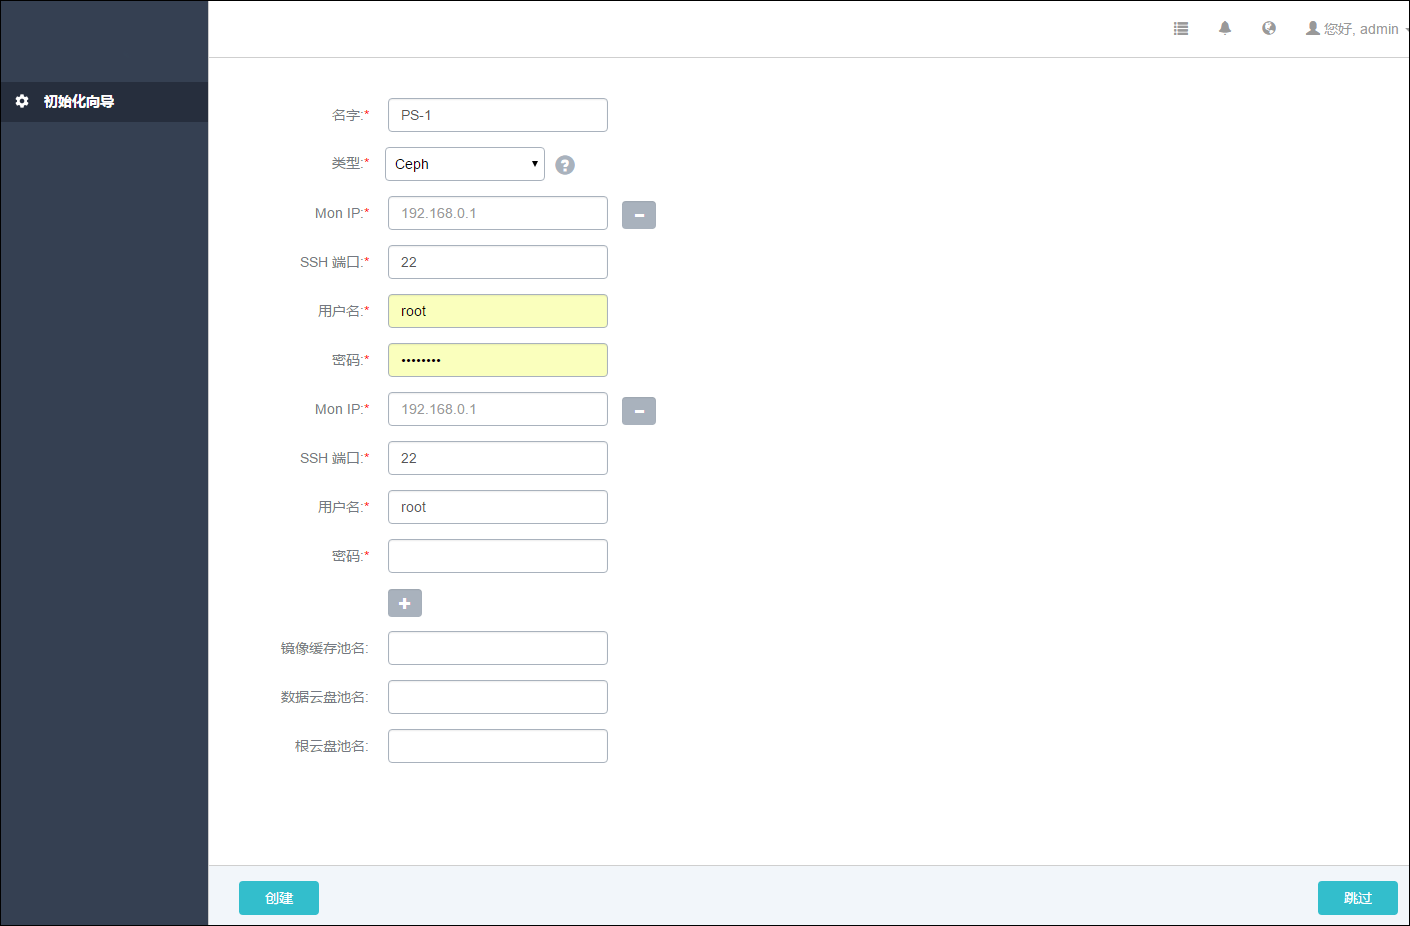 您好, admin
初始化向导
名字:* PS-1
类型:* Ceph
Mon IP:* 192.168.0.1
SSH 端口:* 22
用户名:* root
密码:* ••••••••
Mon IP:* 192.168.0.1
SSH 端口:* 22
用户名:* root
密码:*
镜像缓存池名:
数据云盘池名:
根云盘池名:
创建 跳过